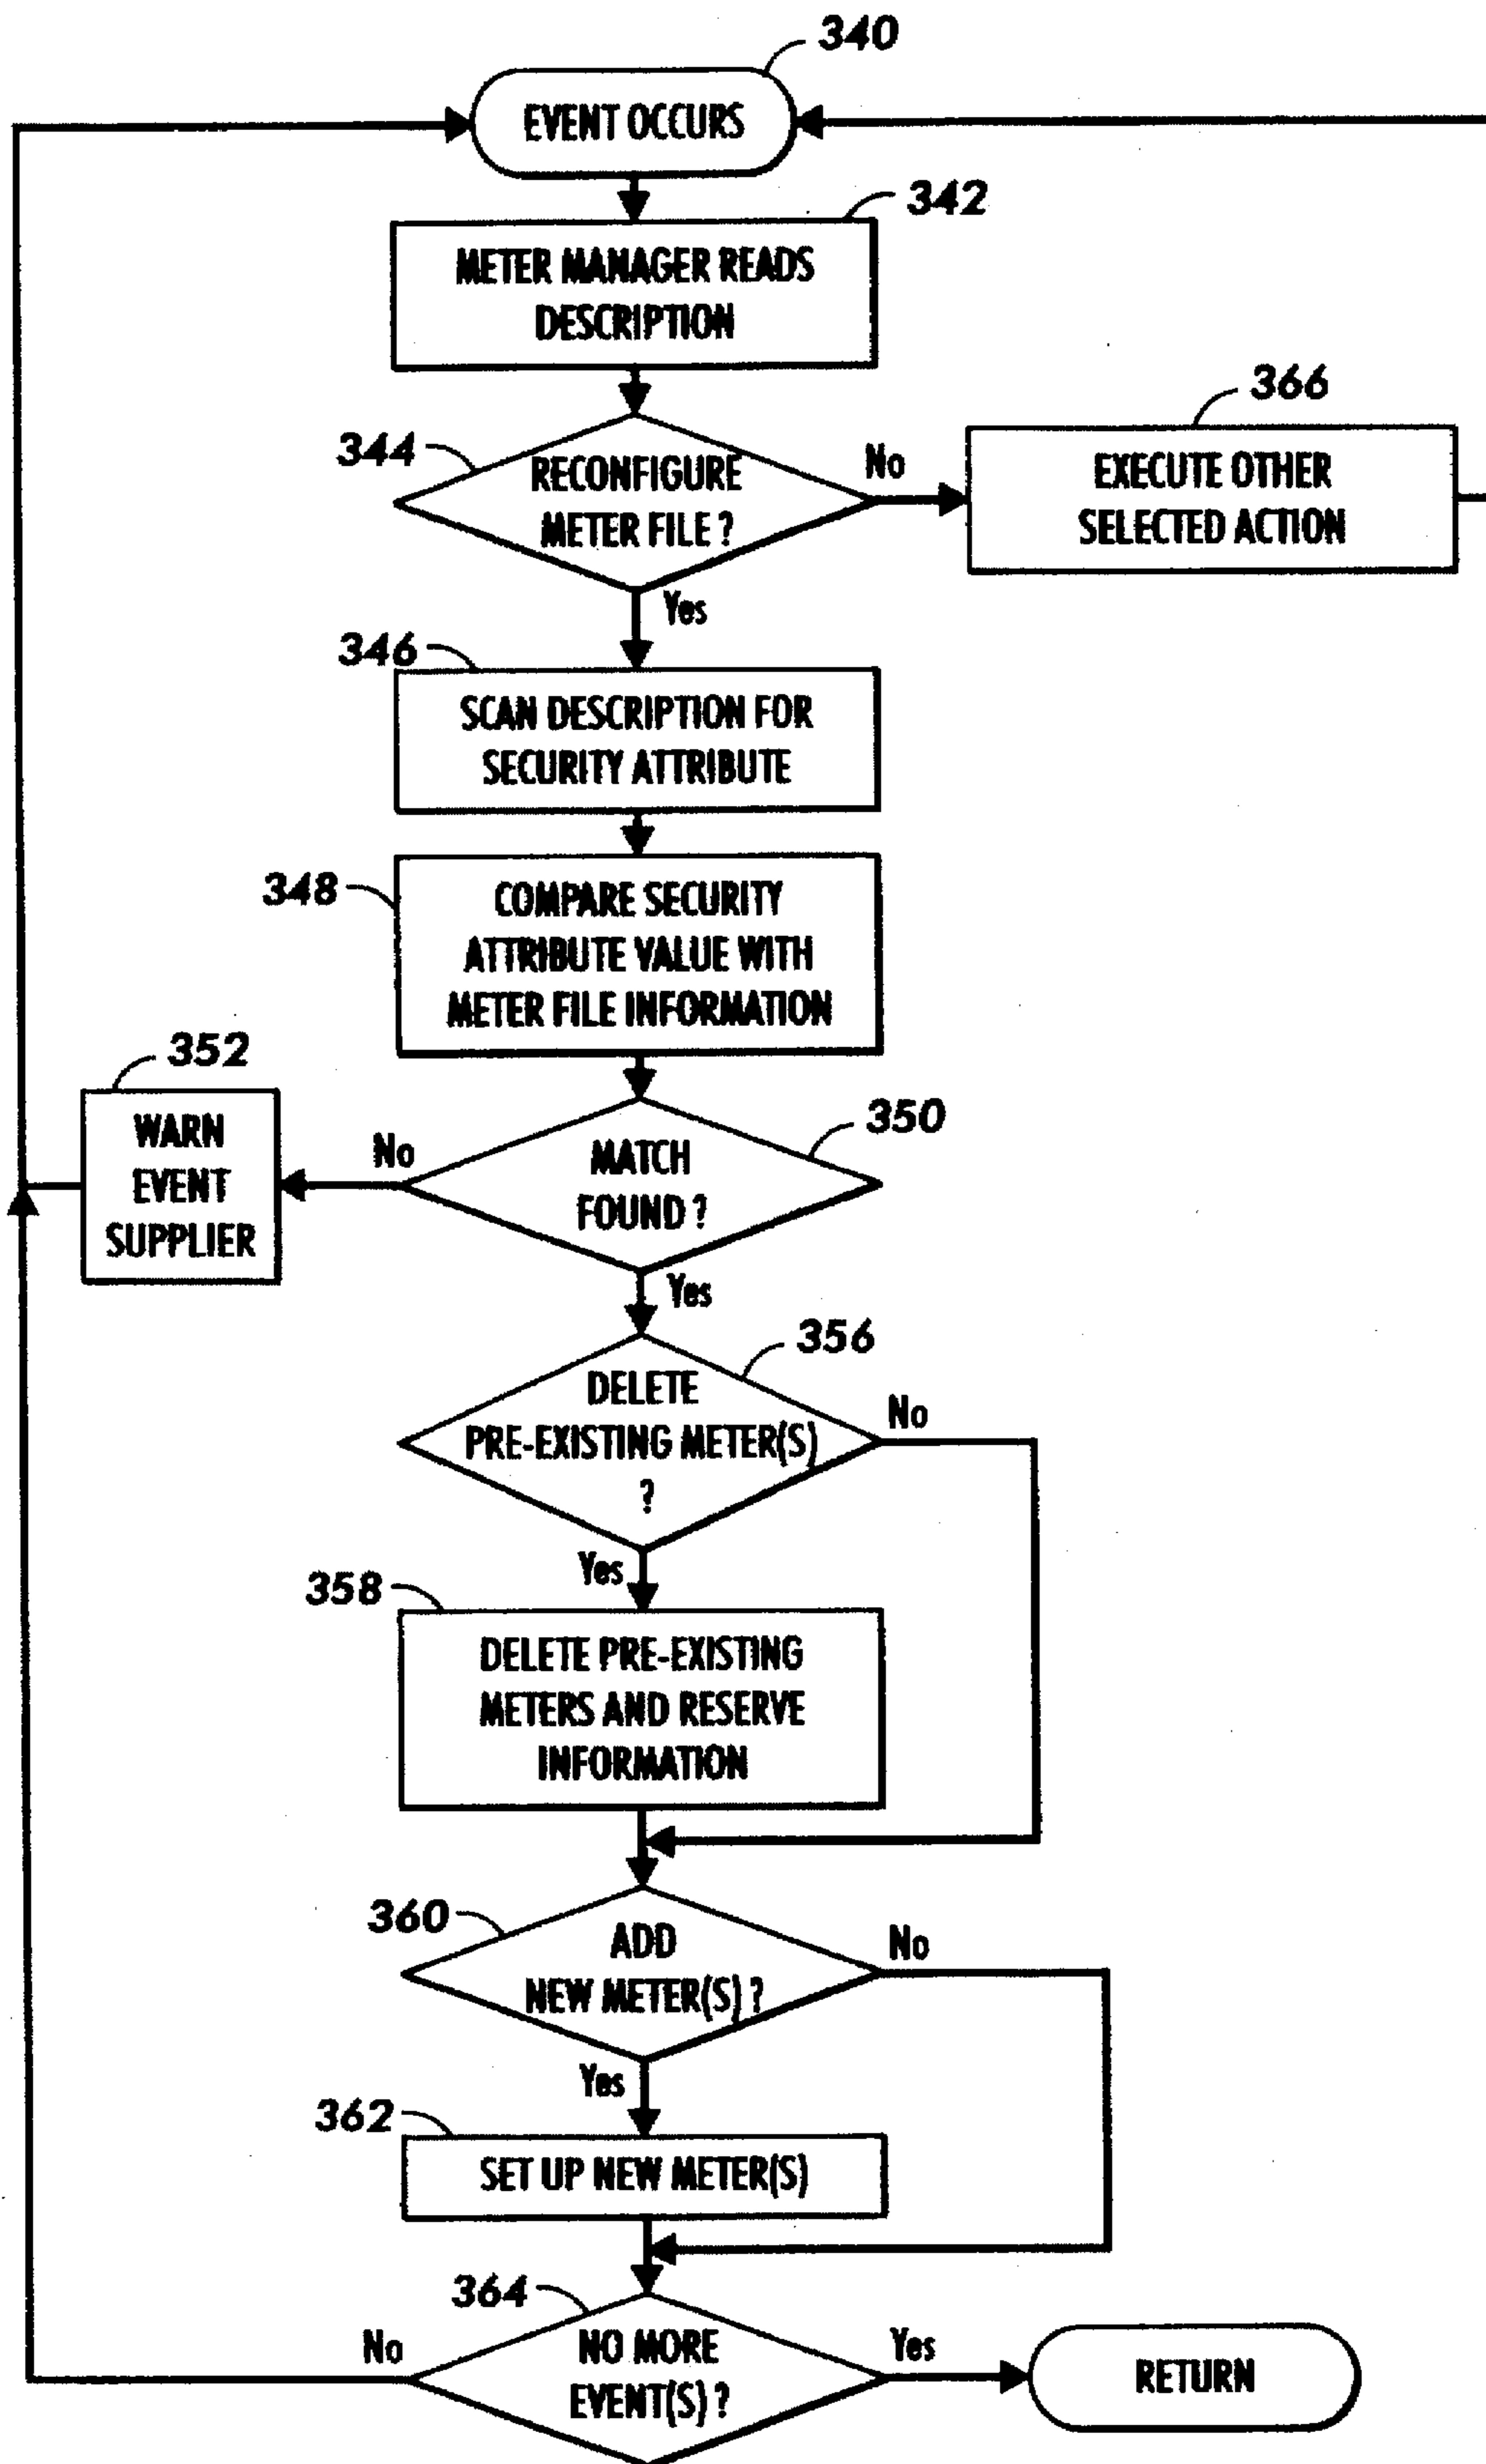 340
EVENT OCCURS
342
METER MANAGER READS
DESCRIPTION
344
RECONFIGURE
METER FILE ?
No
366
EXECUTE OTHER
SELECTED ACTION
Yes
346
SCAN DESCRIPTION FOR
SECURITY ATTRIBUTE
348
COMPARE SECURITY
ATTRIBUTE VALUE WITH
METER FILE INFORMATION
352
WARN
EVENT
SUPPLIER
No
350
MATCH
FOUND ?
Yes
356
DELETE
PRE-EXISTING METER(S)
?
No
Yes
358
DELETE PRE-EXISTING
METERS AND RESERVE
INFORMATION
360
ADD
NEW METER(S) ?
No
Yes
362
SET UP NEW METER(S)
364
No
NO MORE
EVENT(S) ?
Yes
RETURN